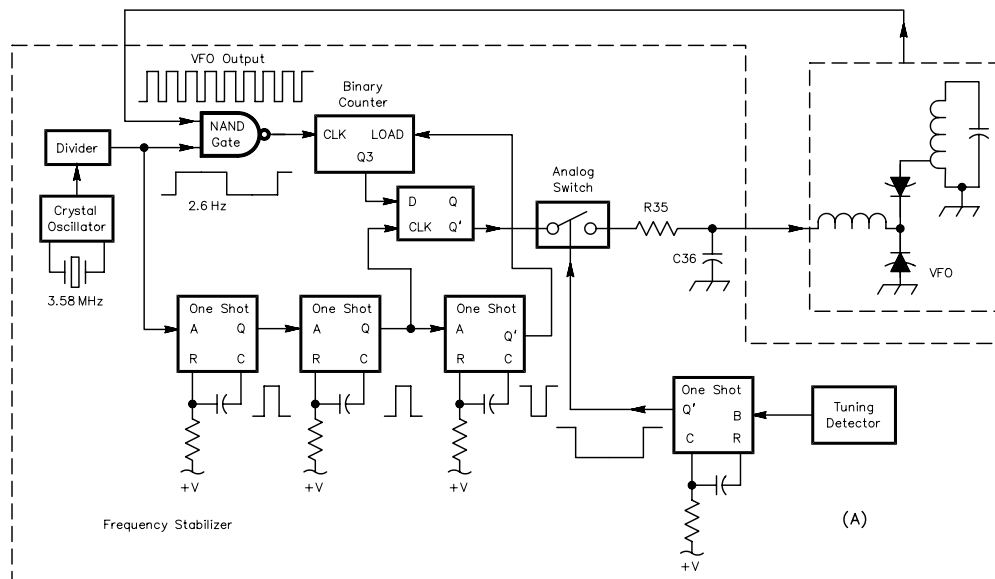 VFO Output
Binary
Counter
NAND
Gate
CLK LOAD
Q3
Divider
2.6 Hz
D Q
CLK Q'
Analog
Switch
R35
C36
VFO
Crystal
Oscillator
3.58 MHz
One Shot
A Q
R C
+V
One Shot
A Q
R C
+V
One Shot
A Q'
R C
+V
One Shot
Q' B
C R
+V
Tuning
Detector
Frequency Stabilizer
(A)